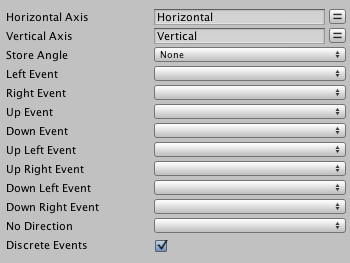 Horizontal Axis Horizontal
Vertical Axis Vertical
Store Angle None
Left Event
Right Event
Up Event
Down Event
Up Left Event
Up Right Event
Down Left Event
Down Right Event
No Direction
Discrete Events